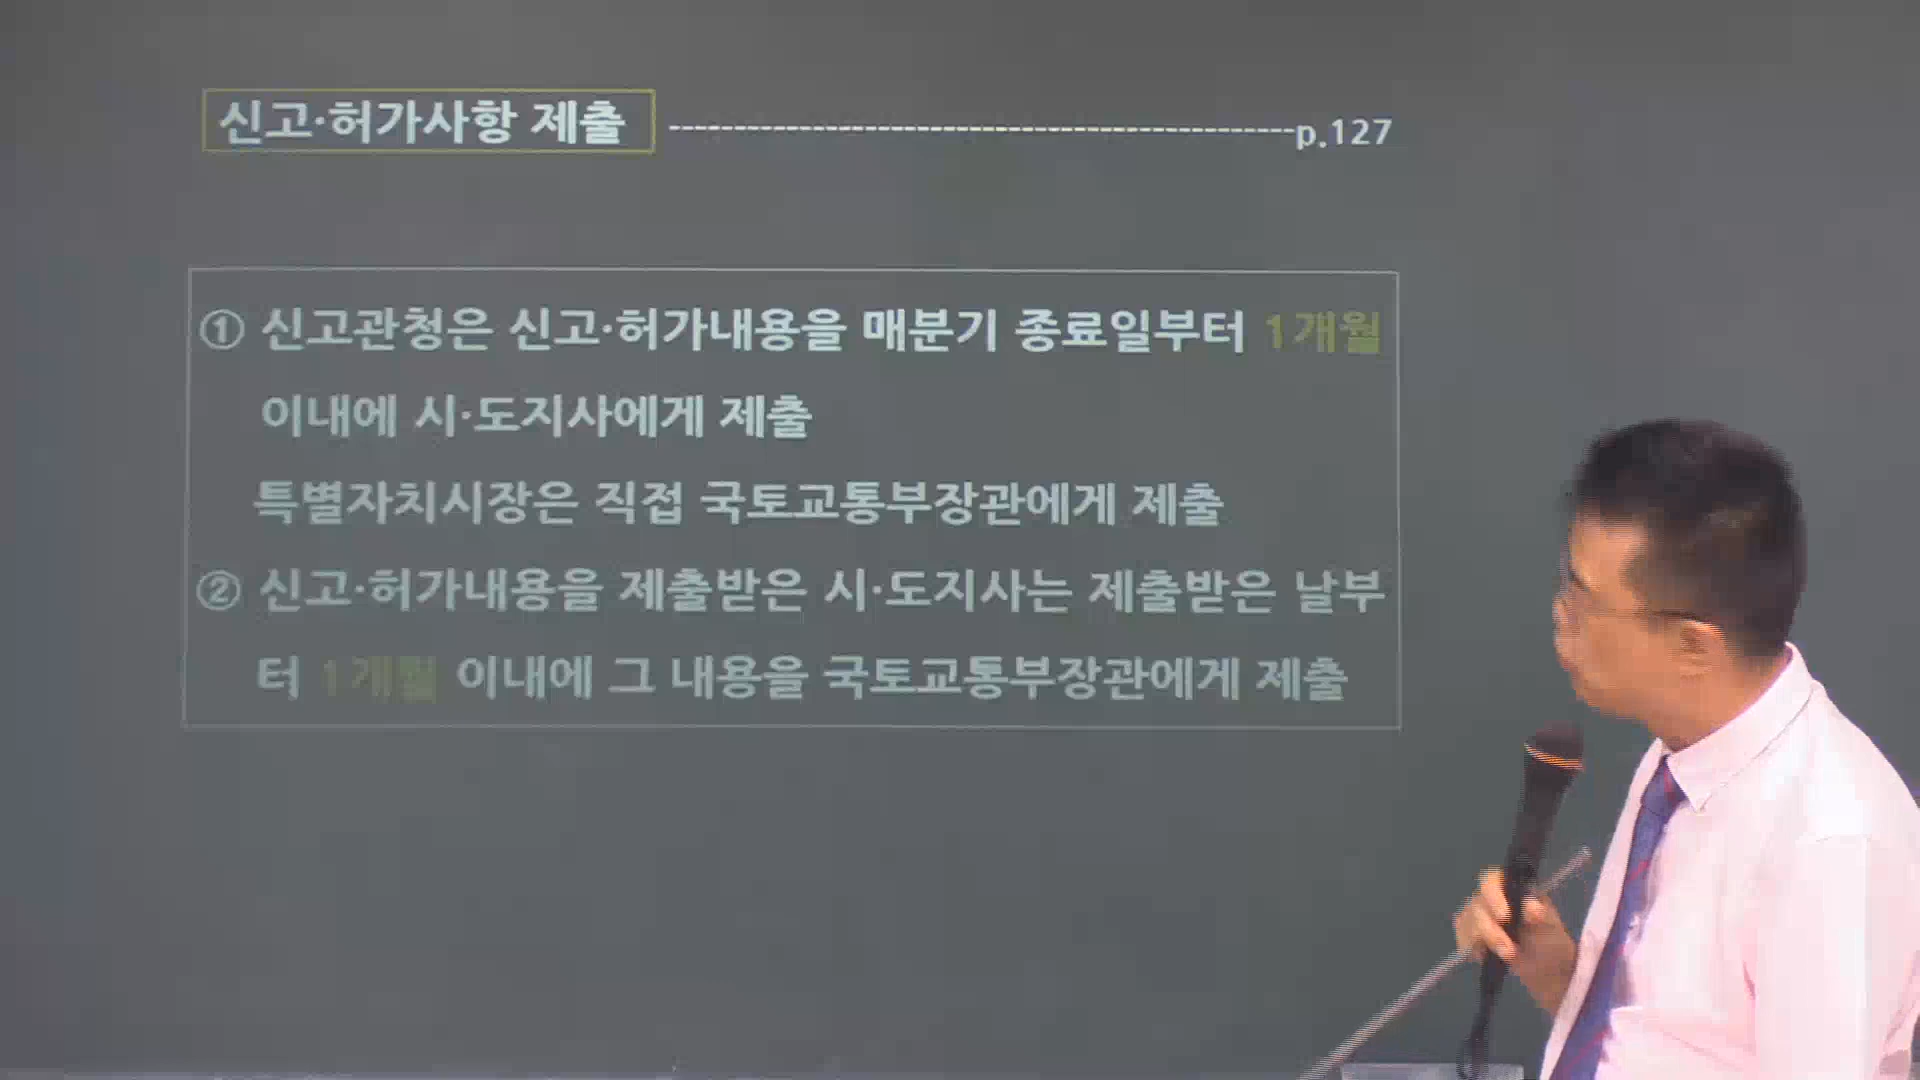 신고·허가사항 제출 ------------------------------------------------p.127
① 신고관청은 신고·허가내용을 매분기 종료일부터 1개월
이내에 시·도지사에게 제출
특별자치시장은 직접 국토교통부장관에게 제출
② 신고·허가내용을 제출받은 시·도지사는 제출받은 날부
터 1개월 이내에 그 내용을 국토교통부장관에게 제출